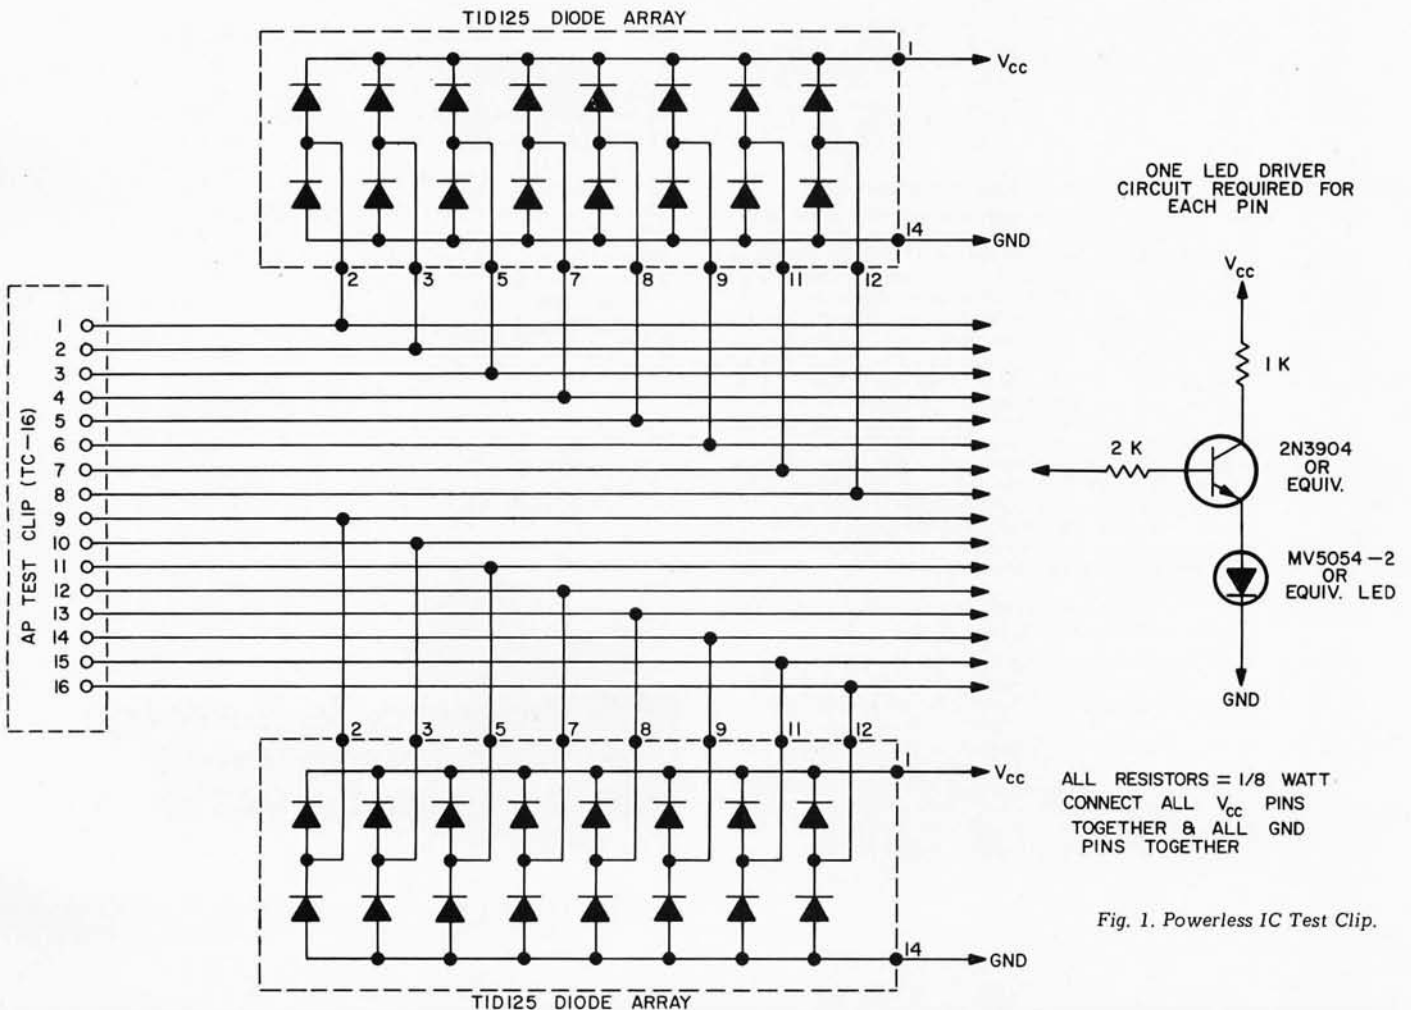 TID125 DIODE ARRAY
1
VCC
14
GND
2 3 5 7 8 9 11 12
AP TEST CLIP (TC-16)
1
2
3
4
5
6
7
8
9
10
11
12
13
14
15
16
2 3 5 7 8 9 11 12
1
VCC
14
GND
TID125 DIODE ARRAY
ONE LED DRIVER
CIRCUIT REQUIRED FOR
EACH PIN
VCC
1 K
2 K
2N3904
OR
EQUIV.
MV5054-2
OR
EQUIV. LED
GND
ALL RESISTORS = 1/8 WATT
CONNECT ALL VCC PINS
TOGETHER & ALL GND
PINS TOGETHER
Fig. 1. Powerless IC Test Clip.